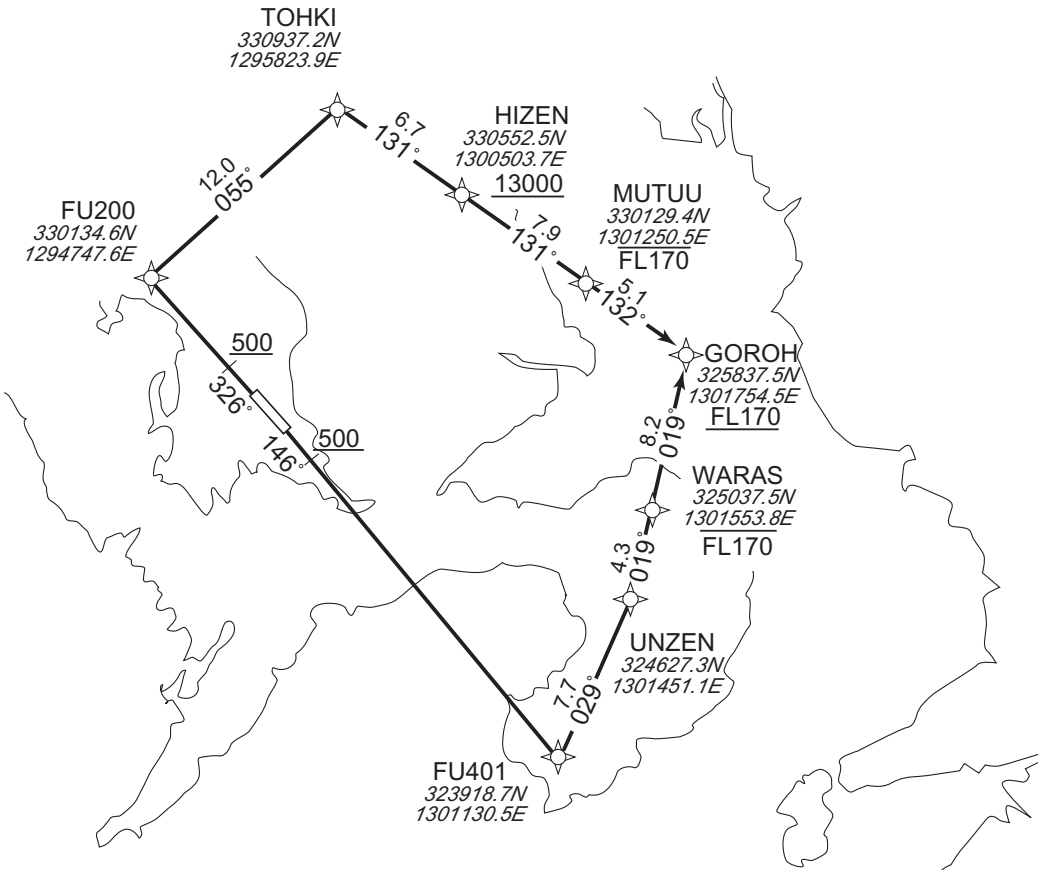 TOHKI
330937.2N
1295823.9E
6.7
131°
HIZEN
330552.5N
1300503.7E
13000
12.0
055°
FU200
330134.6N
1294747.6E
7.9
131°
MUTUU
330129.4N
1301250.5E
FL170
5.1
132°
GOROH
325837.5N
1301754.5E
FL170
500
326°
146°
500
8.2
019°
WARAS
325037.5N
1301553.8E
FL170
4.3
019°
UNZEN
324627.3N
1301451.1E
7.7
029°
FU401
323918.7N
1301130.5E